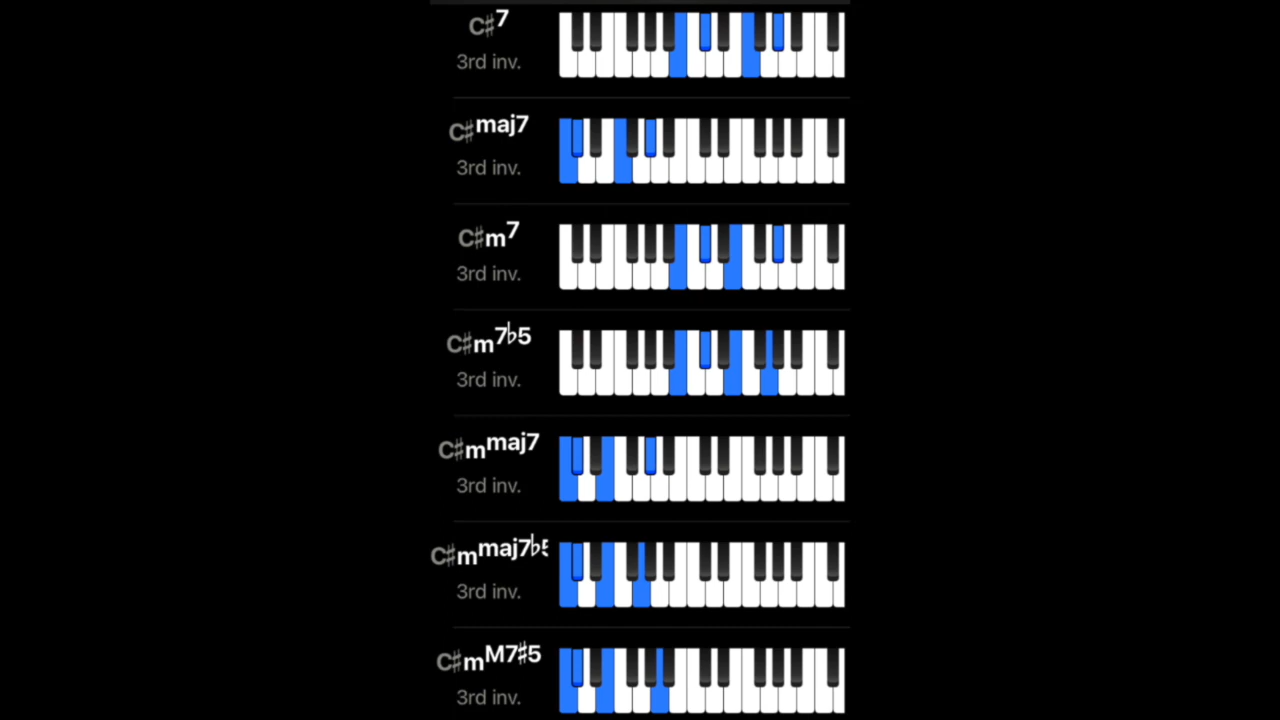 C♯7
3rd inv.
C♯maj7
3rd inv.
C♯m7
3rd inv.
C♯m7♭5
3rd inv.
C♯mmaj7
3rd inv.
C♯mmaj7♭5
3rd inv.
C♯mM7♯5
3rd inv.